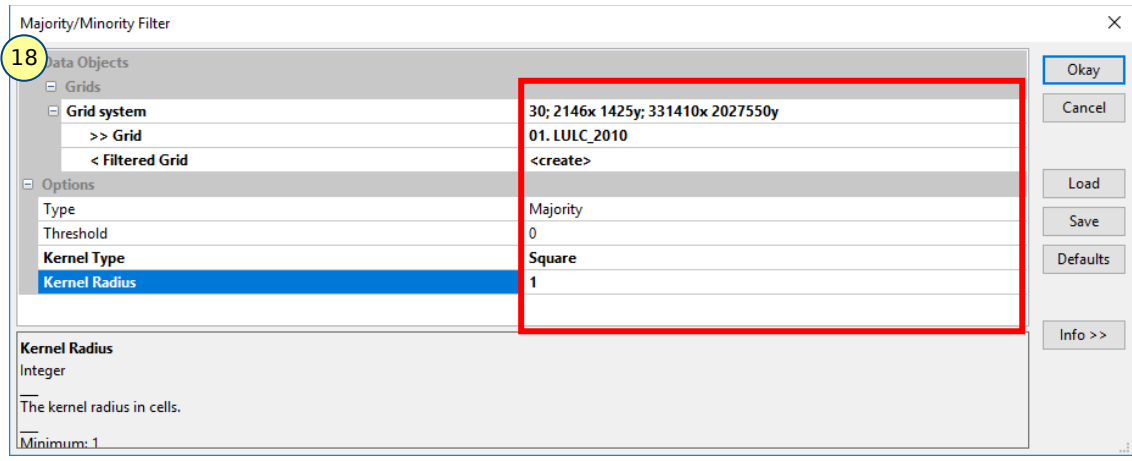 Majority/Minority Filter
18
Data Objects
Grids
Grid system 30; 2146x 1425y; 331410x 2027550y
>> Grid 01. LULC_2010
< Filtered Grid <create>
Options
Type Majority
Threshold 0
Kernel Type Square
Kernel Radius 1
Okay
Cancel
Load
Save
Defaults
Info >>
Kernel Radius
Integer
__
The kernel radius in cells.
__
Minimum: 1